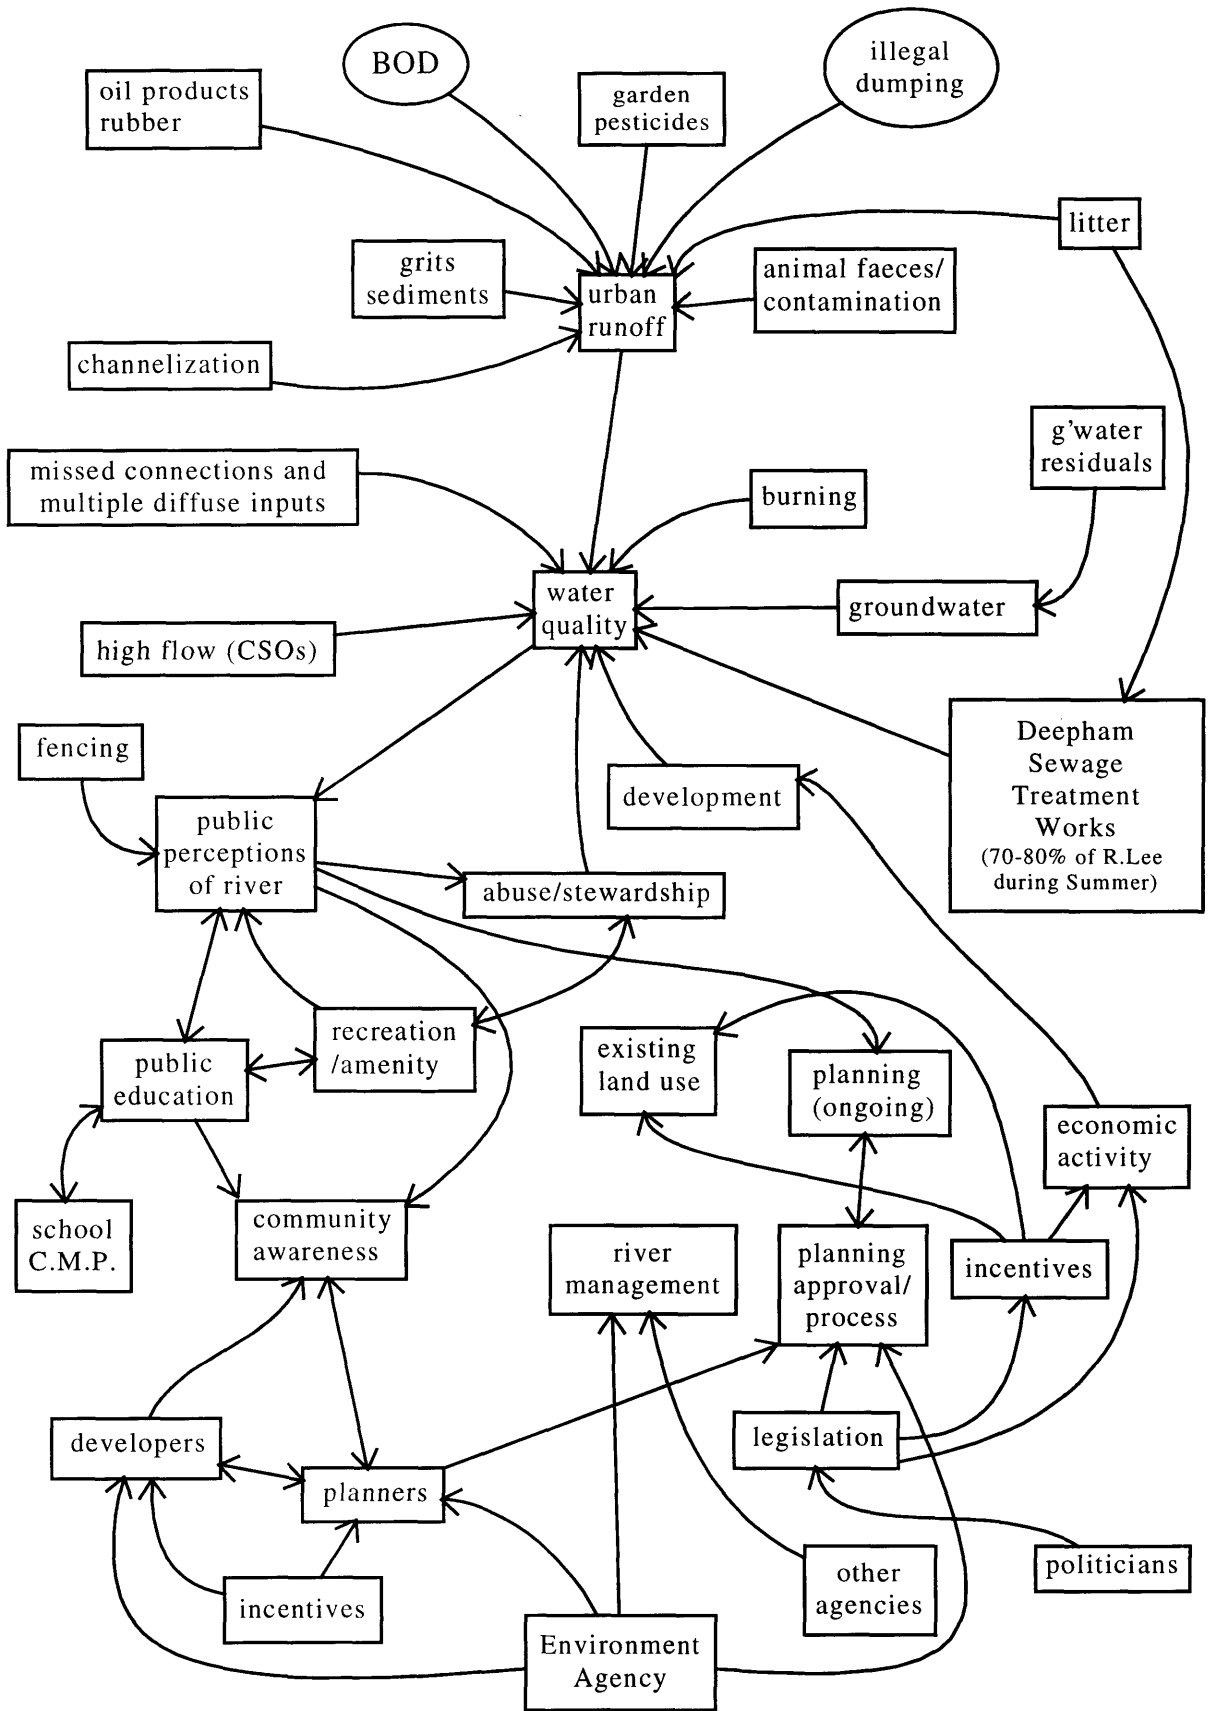 BOD
illegal
dumping
oil products
rubber
garden
pesticides
litter
grits
sediments
urban
runoff
animal faeces/
contamination
channelization
g'water
residuals
missed connections and
multiple diffuse inputs
burning
water
quality
groundwater
high flow (CSOs)
fencing
Deepham
Sewage
Treatment
Works
(70-80% of R.Lee
during Summer)
development
public
perceptions
of river
abuse/stewardship
recreation
/amenity
public
education
existing
land use
planning
(ongoing)
economic
activity
school
C.M.P.
community
awareness
river
management
planning
approval/
process
incentives
developers
legislation
planners
politicians
other
agencies
incentives
Environment
Agency